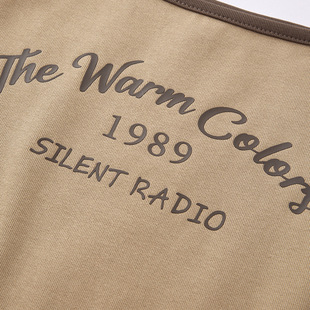 The Warm Colors
1989
SILENT RADIO